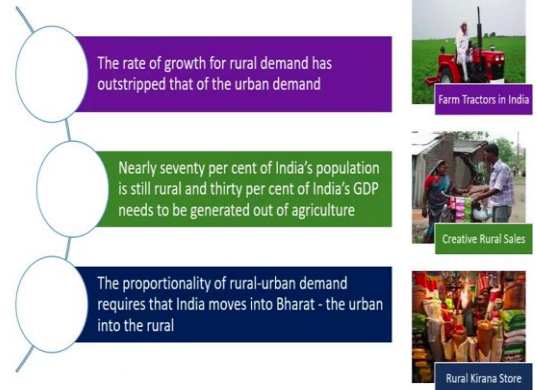 The rate of growth for rural demand has
outstripped that of the urban demand
Farm Tractors in India
Nearly seventy per cent of India's population
is still rural and thirty per cent of India's GDP
needs to be generated out of agriculture
Creative Rural Sales
The proportionality of rural-urban demand
requires that India moves into Bharat - the urban
into the rural
Rural Kirana Store